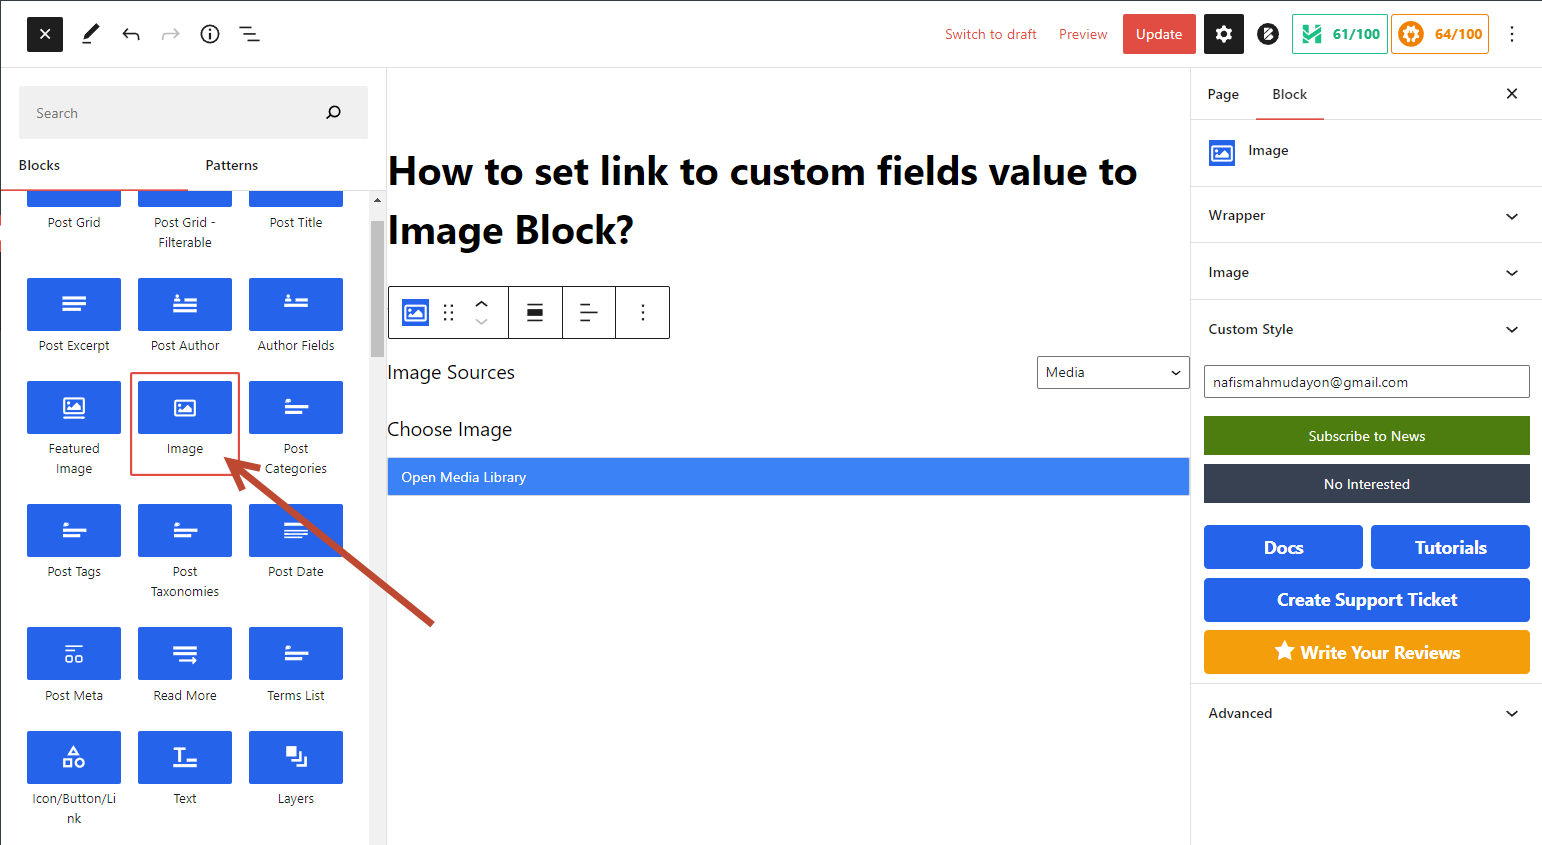 Switch to draft
Preview
Update
61/100
64/100
Search
Blocks
Patterns
Post Grid
Post Grid -
Filterable
Post Title
Post Excerpt
Post Author
Author Fields
Featured
Image
Image
Post
Categories
Post Tags
Post
Taxonomies
Post Date
Post Meta
Read More
Terms List
Icon/Button/Li
nk
Text
Layers
How to set link to custom fields value to
Image Block?
Image Sources
Media
Choose Image
Open Media Library
Page
Block
Image
Wrapper
Image
Custom Style
nafismahmudayon@gmail.com
Subscribe to News
No Interested
Docs
Tutorials
Create Support Ticket
Write Your Reviews
Advanced